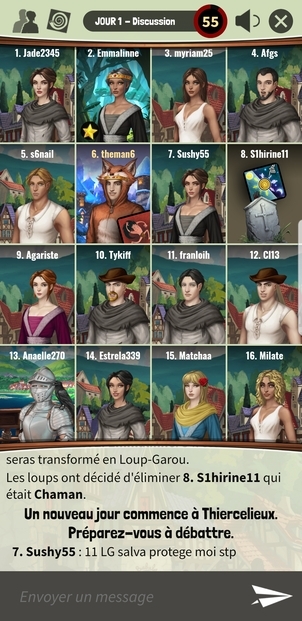 JOUR 1 – Discussion
55
1. Jade2345
2. Emmalinne
3. myriam25
4. Afgs
5. s6nail
6. theman6
7. Sushy55
8. S1hirine11
9. Agariste
10. Tykiff
11. franloih
12. Cl13
13. Anaelle270
14. Estrela339
15. Matchaa
16. Milate
seras transformé en Loup-Garou.
Les loups ont décidé d'éliminer 8. S1hirine11 qui
était Chaman.
Un nouveau jour commence à Thiercelieux.
Préparez-vous à débattre.
7. Sushy55 : 11 LG salva protege moi stp
Envoyer un message